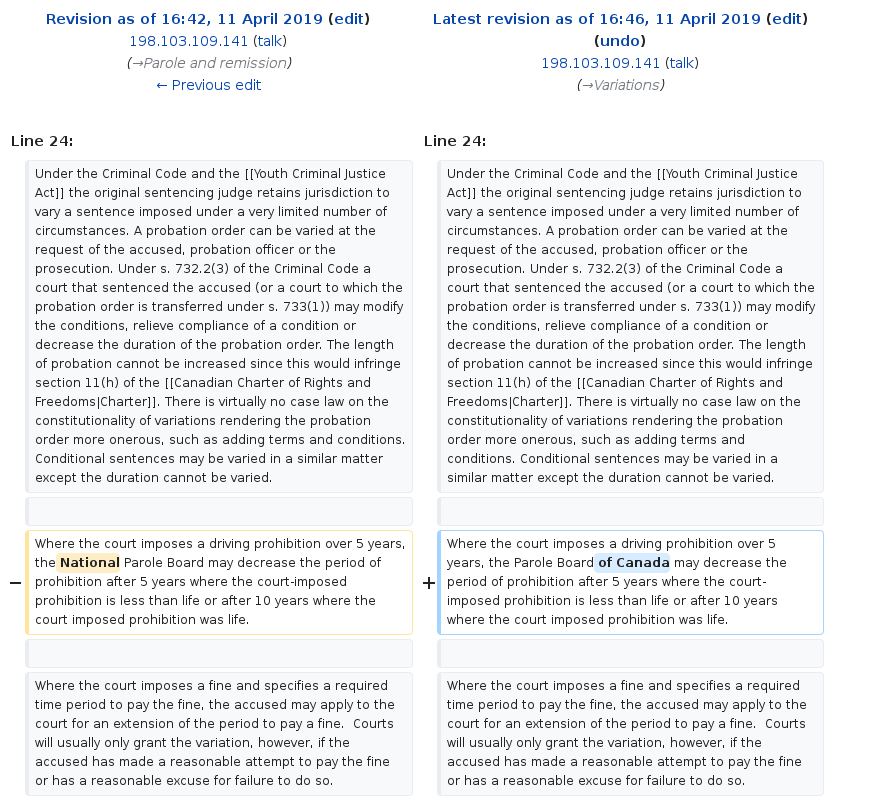 Revision as of 16:42, 11 April 2019 (edit)
198.103.109.141 (talk)
(→Parole and remission)
← Previous edit
Latest revision as of 16:46, 11 April 2019 (edit)
(undo)
198.103.109.141 (talk)
(→Variations)
Line 24:
Under the Criminal Code and the [[Youth Criminal Justice
Act]] the original sentencing judge retains jurisdiction to
vary a sentence imposed under a very limited number of
circumstances. A probation order can be varied at the
request of the accused, probation officer or the
prosecution. Under s. 732.2(3) of the Criminal Code a
court that sentenced the accused (or a court to which the
probation order is transferred under s. 733(1)) may modify
the conditions, relieve compliance of a condition or
decrease the duration of the probation order. The length
of probation cannot be increased since this would infringe
section 11(h) of the [[Canadian Charter of Rights and
Freedoms|Charter]]. There is virtually no case law on the
constitutionality of variations rendering the probation
order more onerous, such as adding terms and conditions.
Conditional sentences may be varied in a similar matter
except the duration cannot be varied.
− Where the court imposes a driving prohibition over 5 years,
the National Parole Board may decrease the period of
prohibition after 5 years where the court-imposed
prohibition is less than life or after 10 years where the
court imposed prohibition was life.
Where the court imposes a fine and specifies a required
time period to pay the fine, the accused may apply to the
court for an extension of the period to pay a fine.  Courts
will usually only grant the variation, however, if the
accused has made a reasonable attempt to pay the fine
or has a reasonable excuse for failure to do so.
Line 24:
Under the Criminal Code and the [[Youth Criminal Justice
Act]] the original sentencing judge retains jurisdiction to
vary a sentence imposed under a very limited number of
circumstances. A probation order can be varied at the
request of the accused, probation officer or the
prosecution. Under s. 732.2(3) of the Criminal Code a
court that sentenced the accused (or a court to which the
probation order is transferred under s. 733(1)) may modify
the conditions, relieve compliance of a condition or
decrease the duration of the probation order. The length
of probation cannot be increased since this would infringe
section 11(h) of the [[Canadian Charter of Rights and
Freedoms|Charter]]. There is virtually no case law on the
constitutionality of variations rendering the probation
order more onerous, such as adding terms and
conditions. Conditional sentences may be varied in a
similar matter except the duration cannot be varied.
+ Where the court imposes a driving prohibition over 5
years, the Parole Board of Canada may decrease the
period of prohibition after 5 years where the court-
imposed prohibition is less than life or after 10 years
where the court imposed prohibition was life.
Where the court imposes a fine and specifies a required
time period to pay the fine, the accused may apply to the
court for an extension of the period to pay a fine.  Courts
will usually only grant the variation, however, if the
accused has made a reasonable attempt to pay the fine
or has a reasonable excuse for failure to do so.